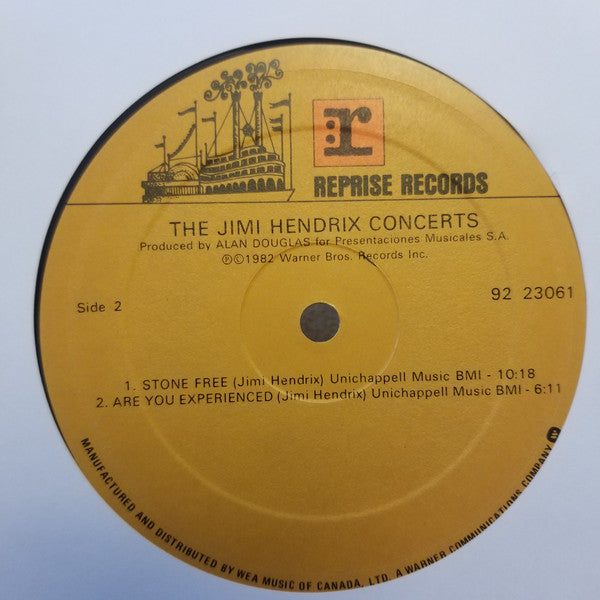 r
REPRISE RECORDS
THE JIMI HENDRIX CONCERTS
Produced by ALAN DOUGLAS for Presentaciones Musicales S.A.
℗©1982 Warner Bros. Records Inc.
Side 2
92 23061
1. STONE FREE (Jimi Hendrix) Unichappell Music BMI - 10:18
2. ARE YOU EXPERIENCED (Jimi Hendrix) Unichappell Music BMI - 6:11
MANUFACTURED AND DISTRIBUTED BY WEA MUSIC OF CANADA, LTD. A WARNER COMMUNICATIONS COMPANY